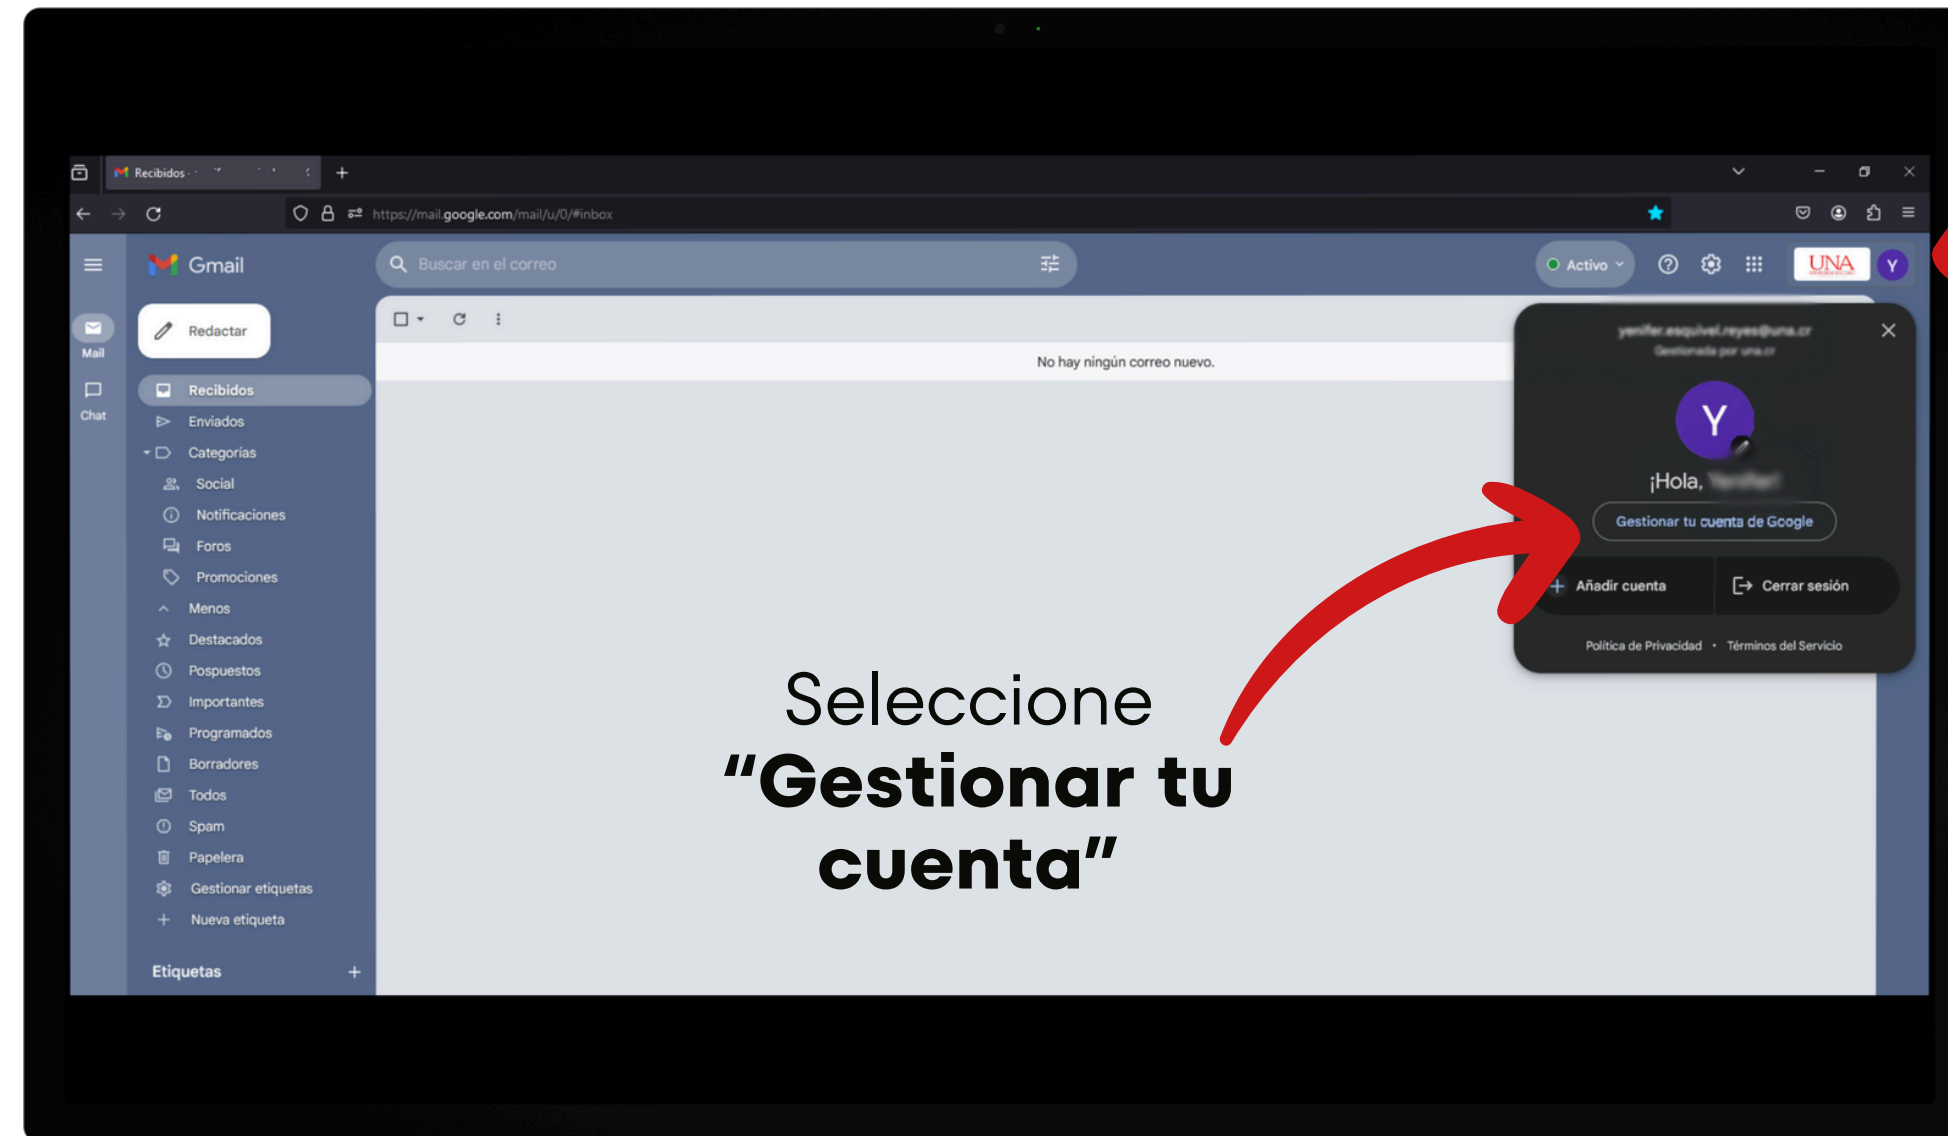 Recibidos
https://mail.google.com/mail/u/0/#inbox
Gmail
Buscar en el correo
Activo
UNA
Y
Mail
Chat
Redactar
Recibidos
Enviados
Categorías
Social
Notificaciones
Foros
Promociones
Menos
Destacados
Pospuestos
Importantes
Programados
Borradores
Todos
Spam
Papelera
Gestionar etiquetas
Nueva etiqueta
Etiquetas
No hay ningún correo nuevo.
Y
¡Hola,
Gestionar tu cuenta de Google
Añadir cuenta
Cerrar sesión
Política de Privacidad • Términos del Servicio
Seleccione
“Gestionar tu
cuenta”